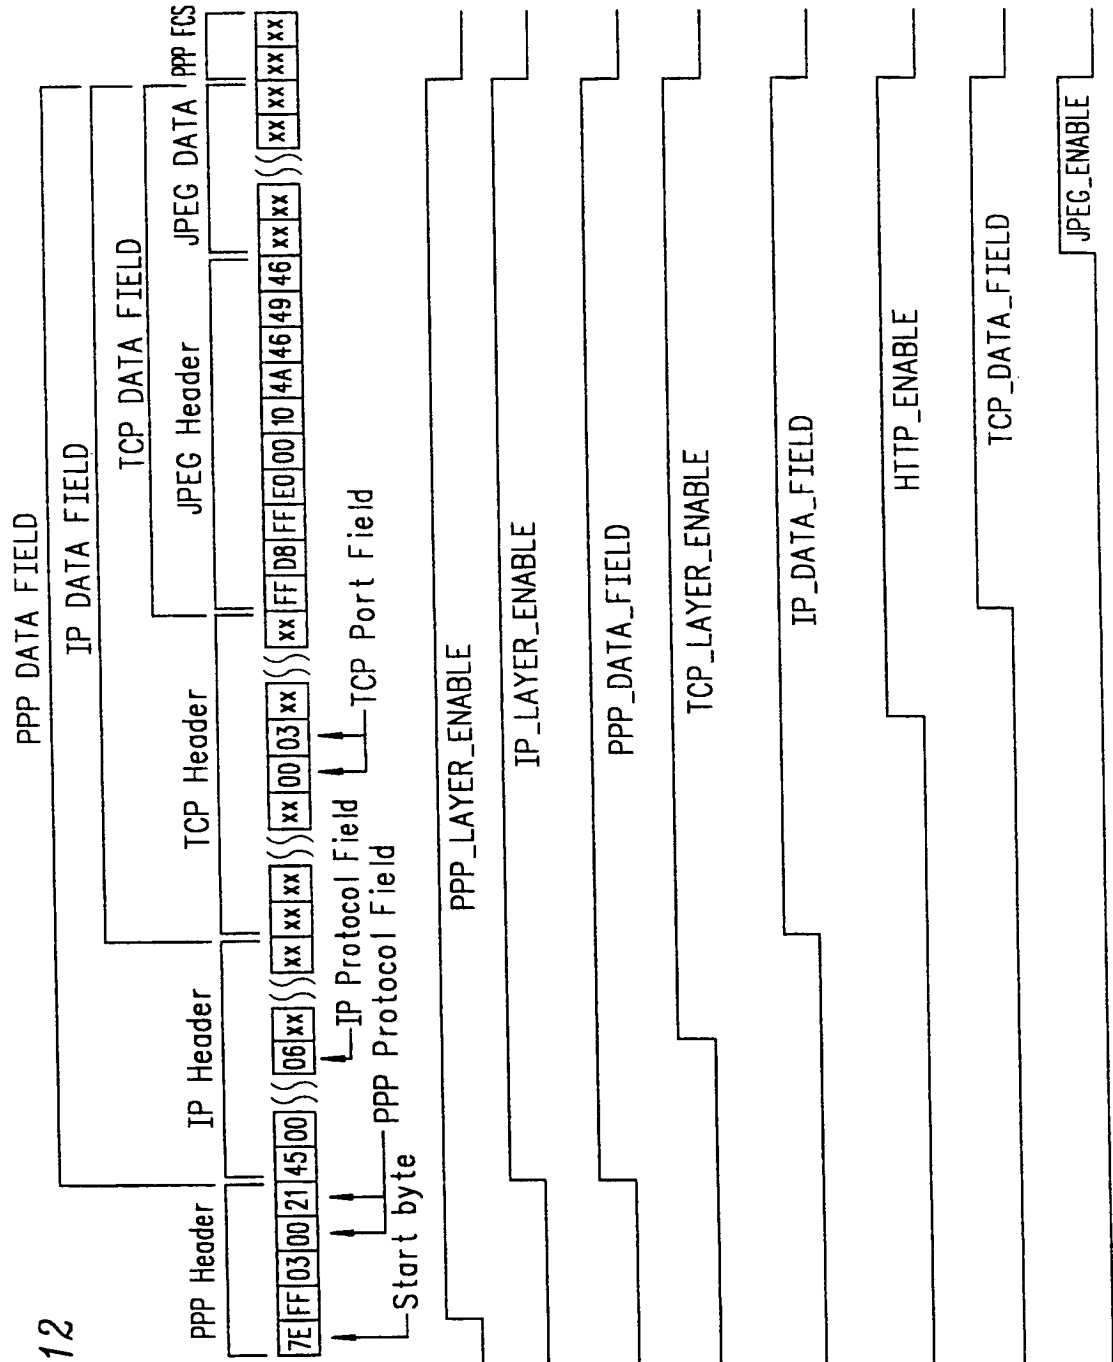 12
PPP DATA FIELD
IP DATA FIELD
TCP DATA FIELD
PPP Header
IP Header
TCP Header
JPEG Header
JPEG DATA
PPP FCS
7E FF 03 00 21 45 00 06 xx xx xx xx xx xx 00 03 xx xx FF D8 FF E0 00 10 4A 46 49 46 xx xx xx xx xx xx
Start byte
PPP Protocol Field
IP Protocol Field
TCP Port Field
PPP_LAYER_ENABLE
IP_LAYER_ENABLE
PPP_DATA_FIELD
TCP_LAYER_ENABLE
IP_DATA_FIELD
HTTP_ENABLE
TCP_DATA_FIELD
JPEG_ENABLE